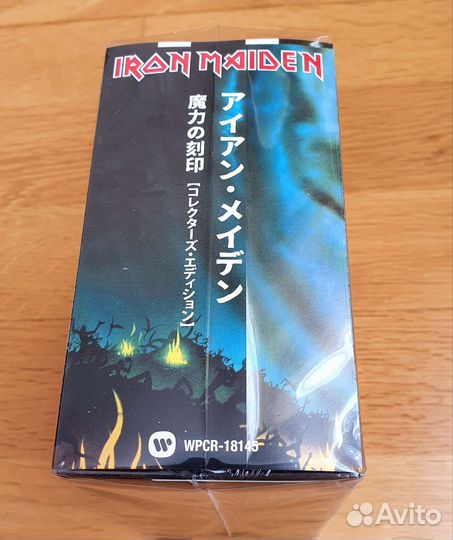 IRON MAIDEN
アイアン・メイデン
魔力の刻印
[コレクターズ・エディション]
WPCR-18145
Avito